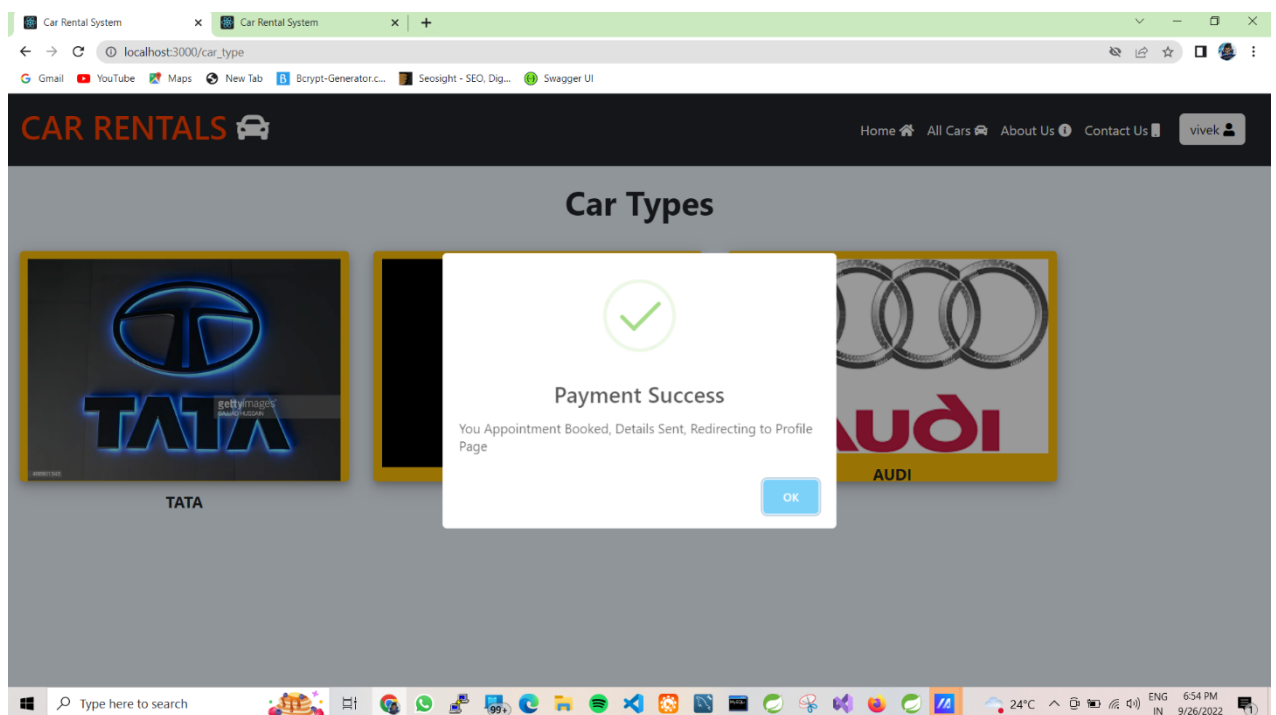 Car Rental System
Car Rental System
localhost:3000/car_type
Gmail YouTube Maps New Tab Bcrypt-Generator.c... Seosight - SEO, Dig... Swagger UI
CAR RENTALS
Home All Cars About Us Contact Us vivek
Car Types
TATA
gettyimages
AUDI
TATA
AUDI
Payment Success
You Appointment Booked, Details Sent, Redirecting to Profile
Page
OK
Type here to search
99+
24°C
ENG
IN
6:54 PM
9/26/2022
1